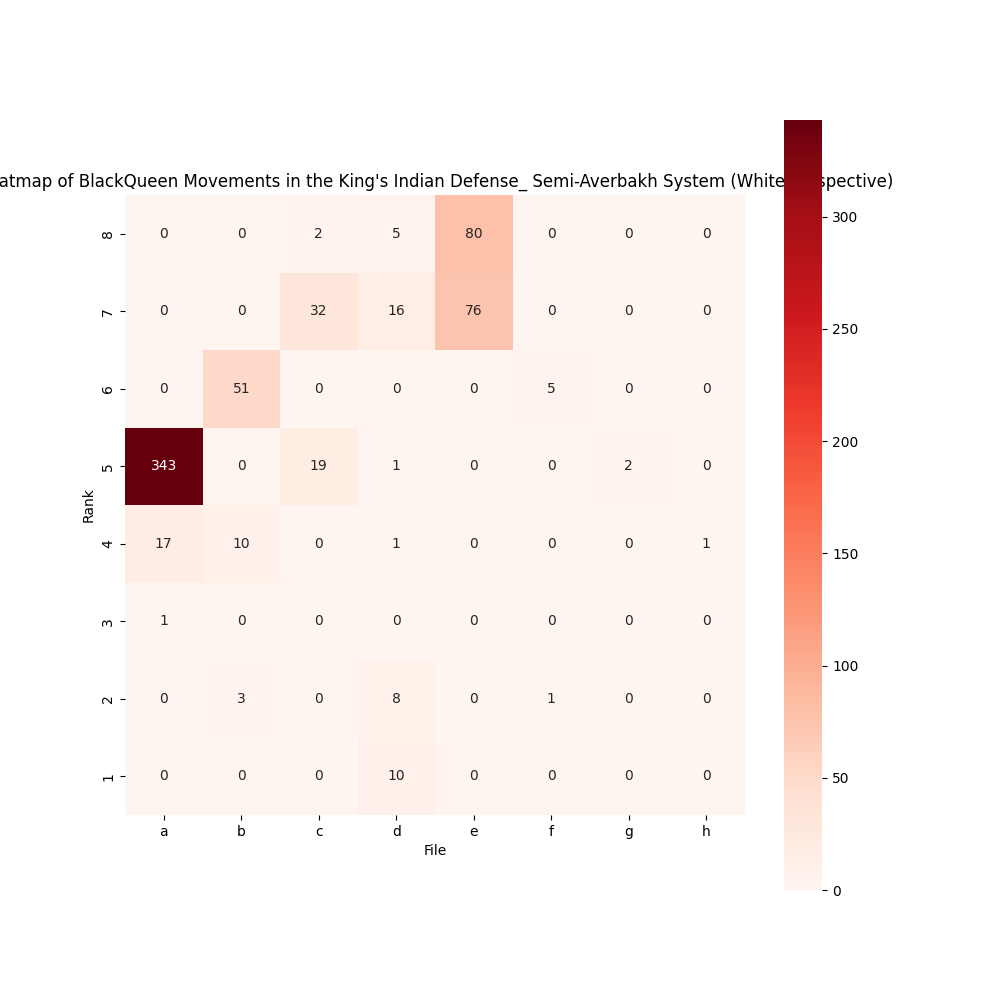 atmap of BlackQueen Movements in the King's Indian Defense_ Semi-Averbakh System (White spective)
8 0 0 2 5 80 0 0 0
7 0 0 32 16 76 0 0 0
6 0 51 0 0 0 5 0 0
5 343 0 19 1 0 0 2 0
4 17 10 0 1 0 0 0 1
3 1 0 0 0 0 0 0 0
2 0 3 0 8 0 1 0 0
1 0 0 0 10 0 0 0 0
Rank
a b c d e f g h
File
300
250
200
150
100
50
0